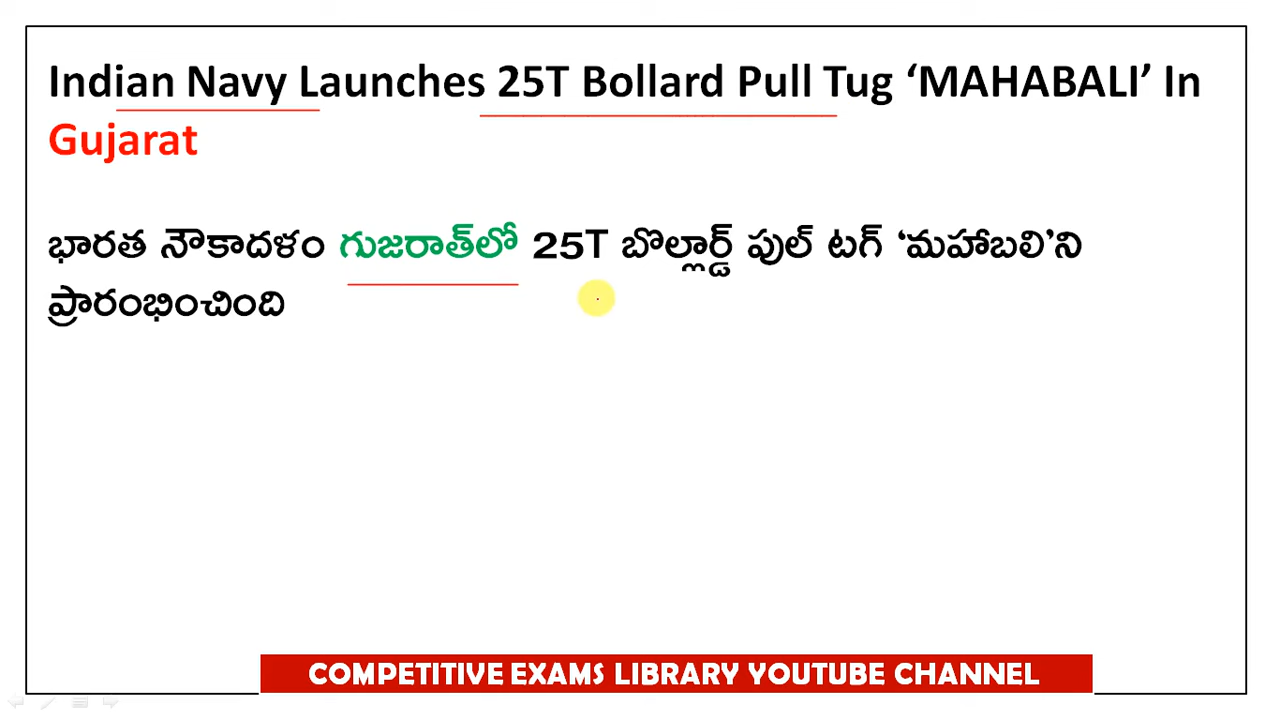 Indian Navy Launches 25T Bollard Pull Tug ‘MAHABALI’ In
Gujarat
భారత నౌకాదళం గుజరాత్‌లో 25T బొల్లార్డ్ పుల్ టగ్ ‘మహాబలి’ని
ప్రారంభించింది
COMPETITIVE EXAMS LIBRARY YOUTUBE CHANNEL